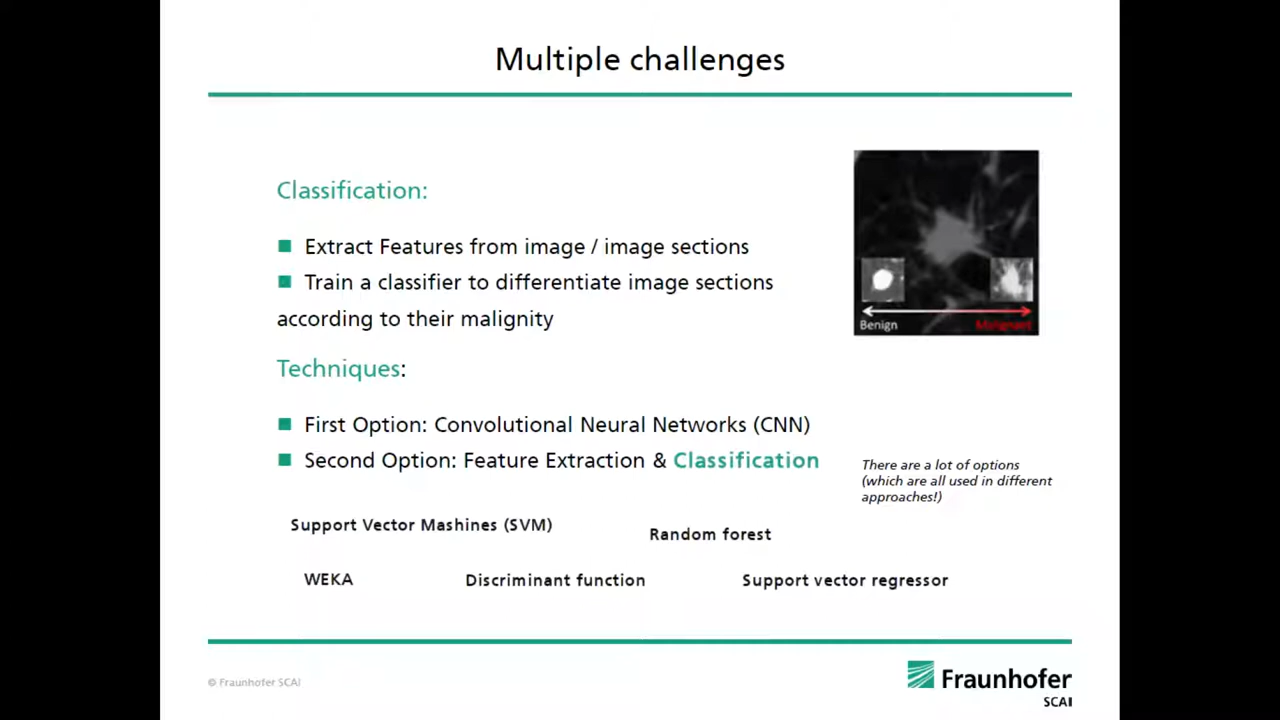 Multiple challenges
Classification:
Extract Features from image / image sections
Train a classifier to differentiate image sections
according to their malignity
Benign
Malignant
Techniques:
First Option: Convolutional Neural Networks (CNN)
Second Option: Feature Extraction & Classification
There are a lot of options
(which are all used in different
approaches!)
Support Vector Mashines (SVM)
Random forest
WEKA
Discriminant function
Support vector regressor
© Fraunhofer SCAI
Fraunhofer
SCAI